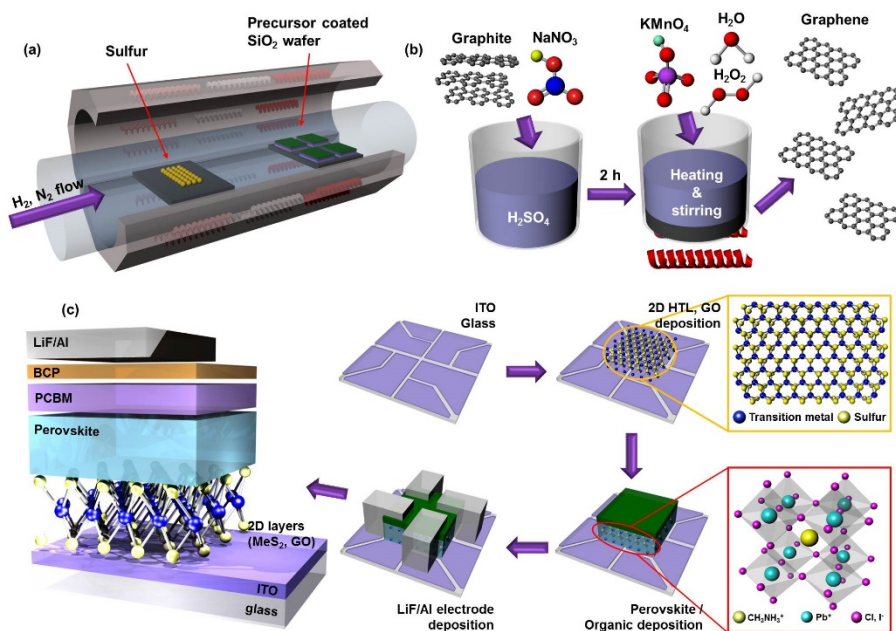 (a)
Sulfur
Precursor coated
SiO₂ wafer
H₂, N₂ flow
(b)
Graphite
NaNO₃
KMnO₄
H₂O
H₂O₂
Graphene
H₂SO₄
2 h
Heating
&
stirring
(c)
LiF/Al
BCP
PCBM
Perovskite
2D layers
(MeS₂, GO)
ITO
glass
ITO
Glass
2D HTL, GO
deposition
Transition metal
Sulfur
LiF/Al electrode
deposition
Perovskite /
Organic deposition
CH₃NH₃⁺
Pb⁺
Cl, I⁻